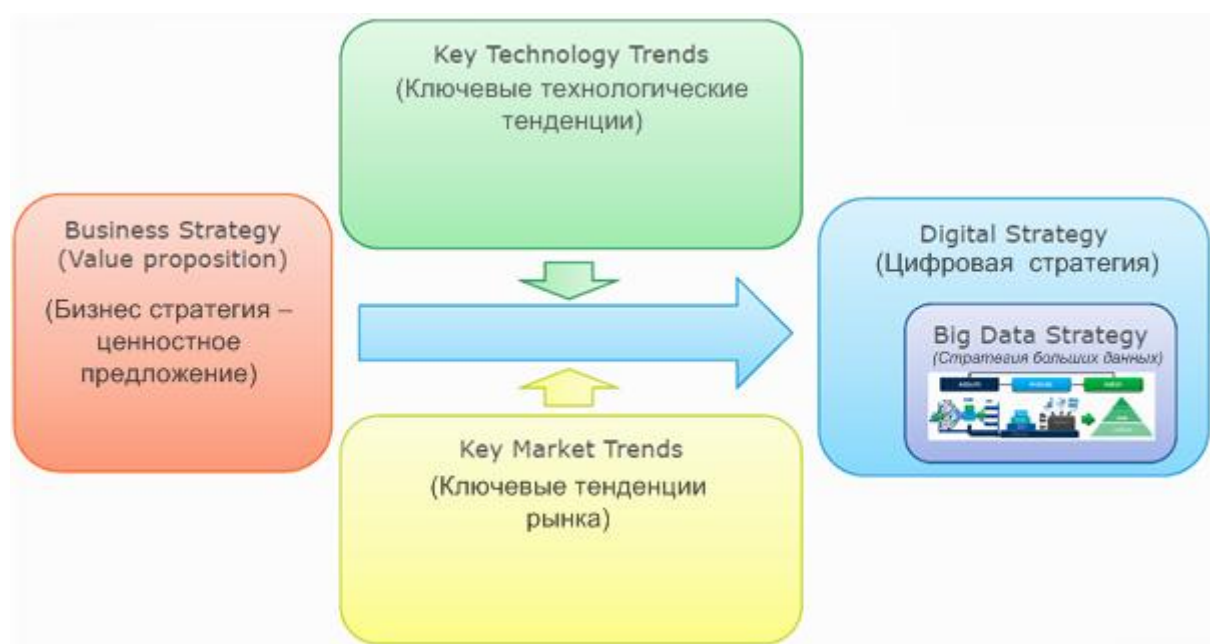 Key Technology Trends
(Ключевые технологические
тенденции)
Business Strategy
(Value proposition)
(Бизнес стратегия –
ценностное
предложение)
Digital Strategy
(Цифровая стратегия)
Big Data Strategy
(Стратегия больших данных)
Key Market Trends
(Ключевые тенденции
рынка)